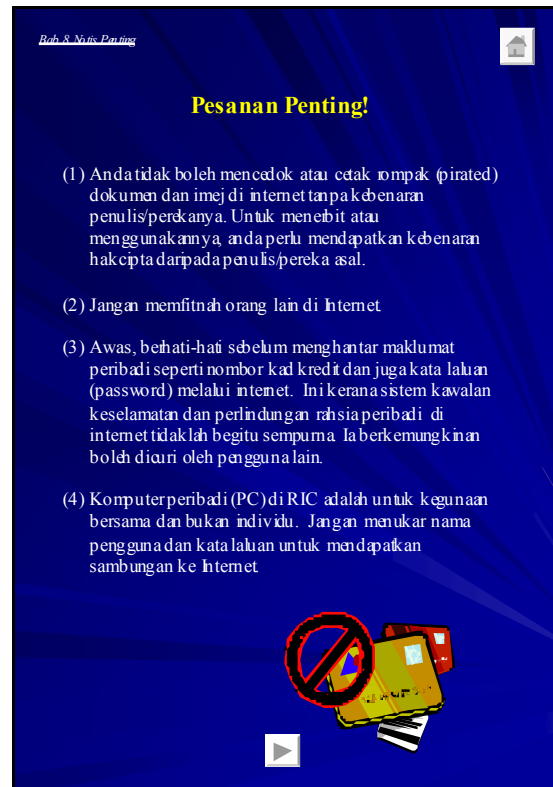 Bab 8 Notis Penting
Pesanan Penting!
(1) Anda tidak boleh mencedok atau cetak rompak (pirated)
dokumen dan imej di internet tanpa kebenaran
penulis/perekanya. Untuk menerbit atau
menggunakannya, anda perlu mendapatkan kebenaran
hakcipta daripada penulis/pereka asal.
(2) Jangan memfitnah orang lain di Internet.
(3) Awas, berhati-hati sebelum menghantar maklumat
peribadi seperti nombor kad kredit dan juga kata laluan
(password) melalui internet. Ini kerana sistem kawalan
keselamatan dan perlindungan rahsia peribadi di
internet tidaklah begitu sempurna. Ia berkemungkinan
boleh dicuri oleh pengguna lain.
(4) Komputer peribadi (PC) di RIC adalah untuk kegunaan
bersama dan bukan individu. Jangan menukar nama
pengguna dan kata laluan untuk mendapatkan
sambungan ke Internet.